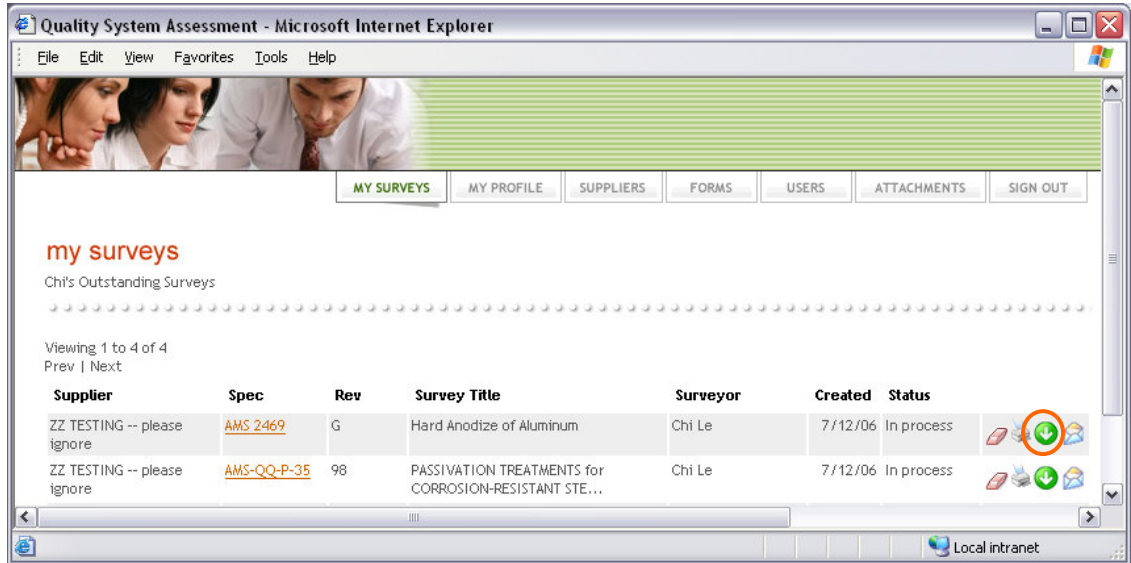 Quality System Assessment - Microsoft Internet Explorer
File Edit View Favorites Tools Help
MY SURVEYS MY PROFILE SUPPLIERS FORMS USERS ATTACHMENTS SIGN OUT
my surveys
Chi's Outstanding Surveys
Viewing 1 to 4 of 4
Prev | Next
Supplier Spec Rev Survey Title Surveyor Created Status
ZZ TESTING -- please AMS 2469 G Hard Anodize of Aluminum Chi Le 7/12/06 In process
ignore
ZZ TESTING -- please AMS-QQ-P-35 98 PASSIVATION TREATMENTS for Chi Le 7/12/06 In process
ignore CORROSION-RESISTANT STE...
Local intranet